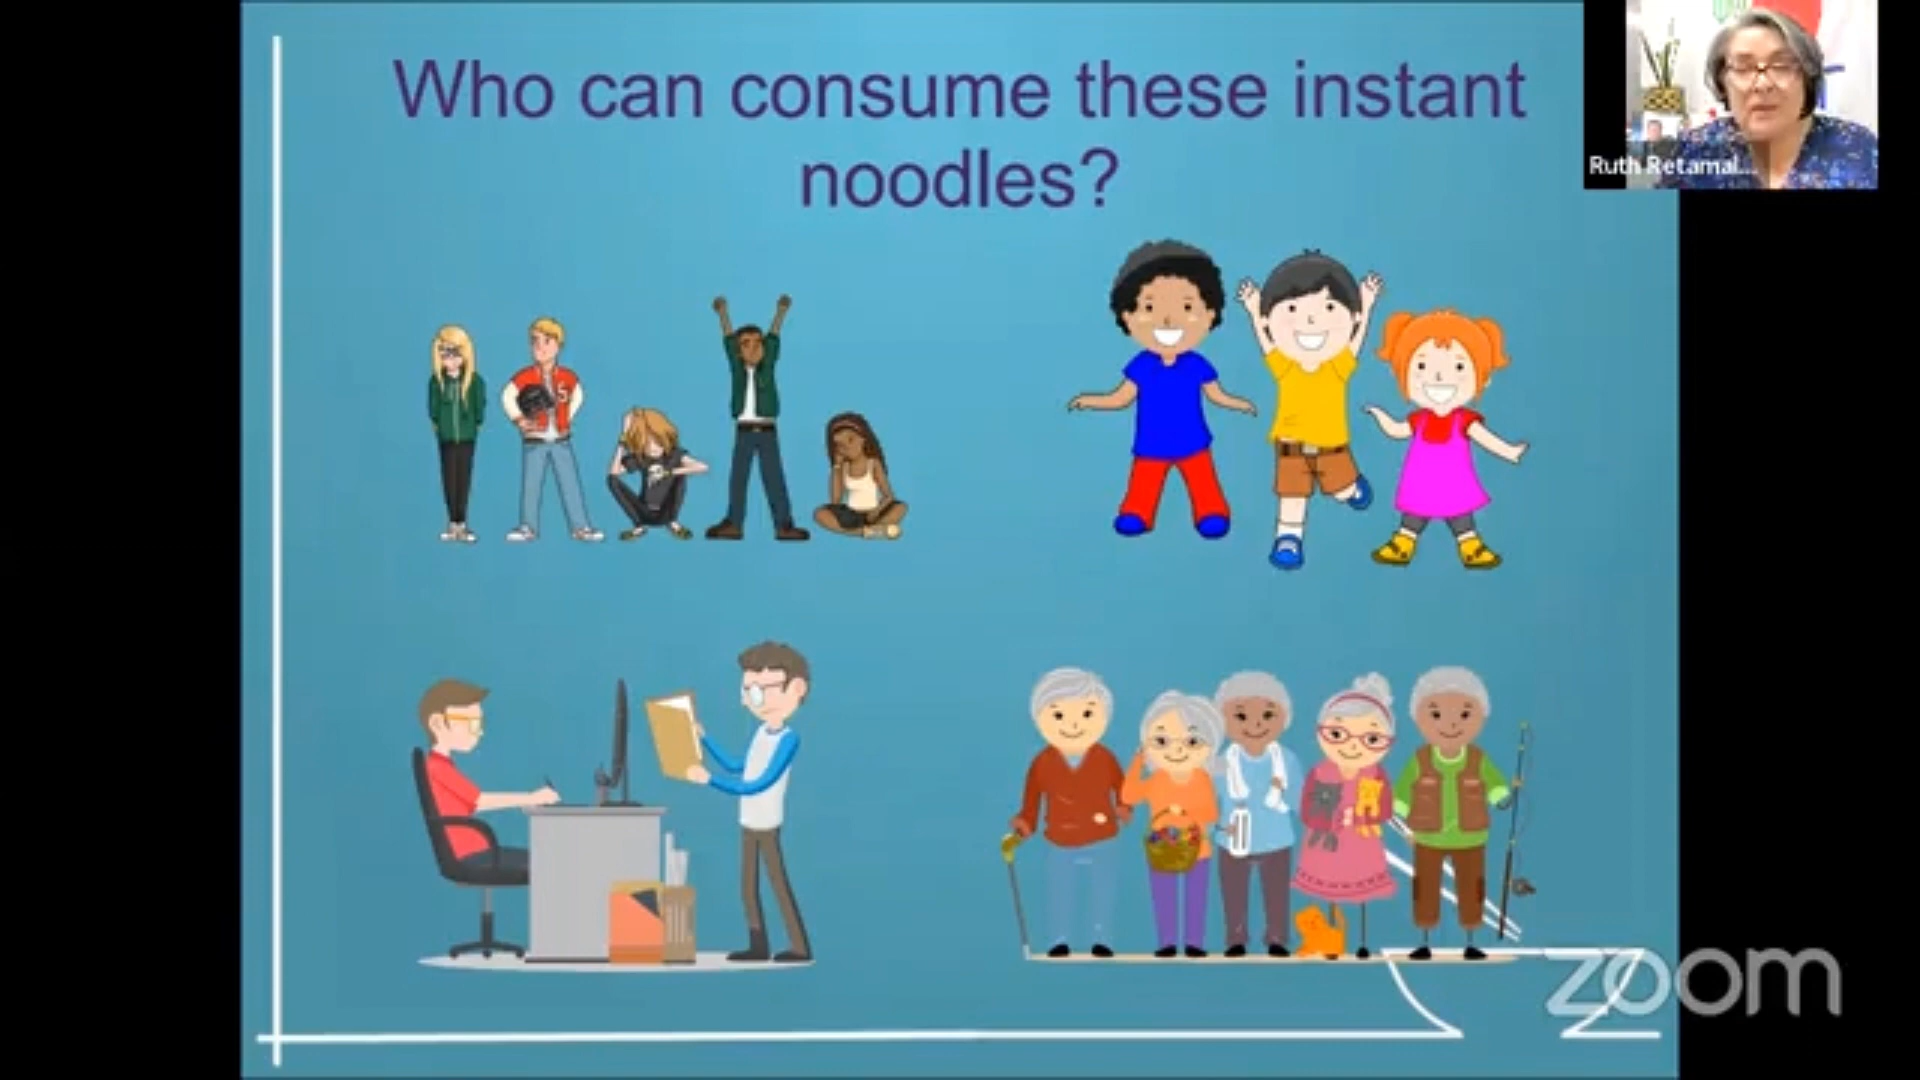 Who can consume these instant
noodles?
Ruth Retamal...
S
zoom